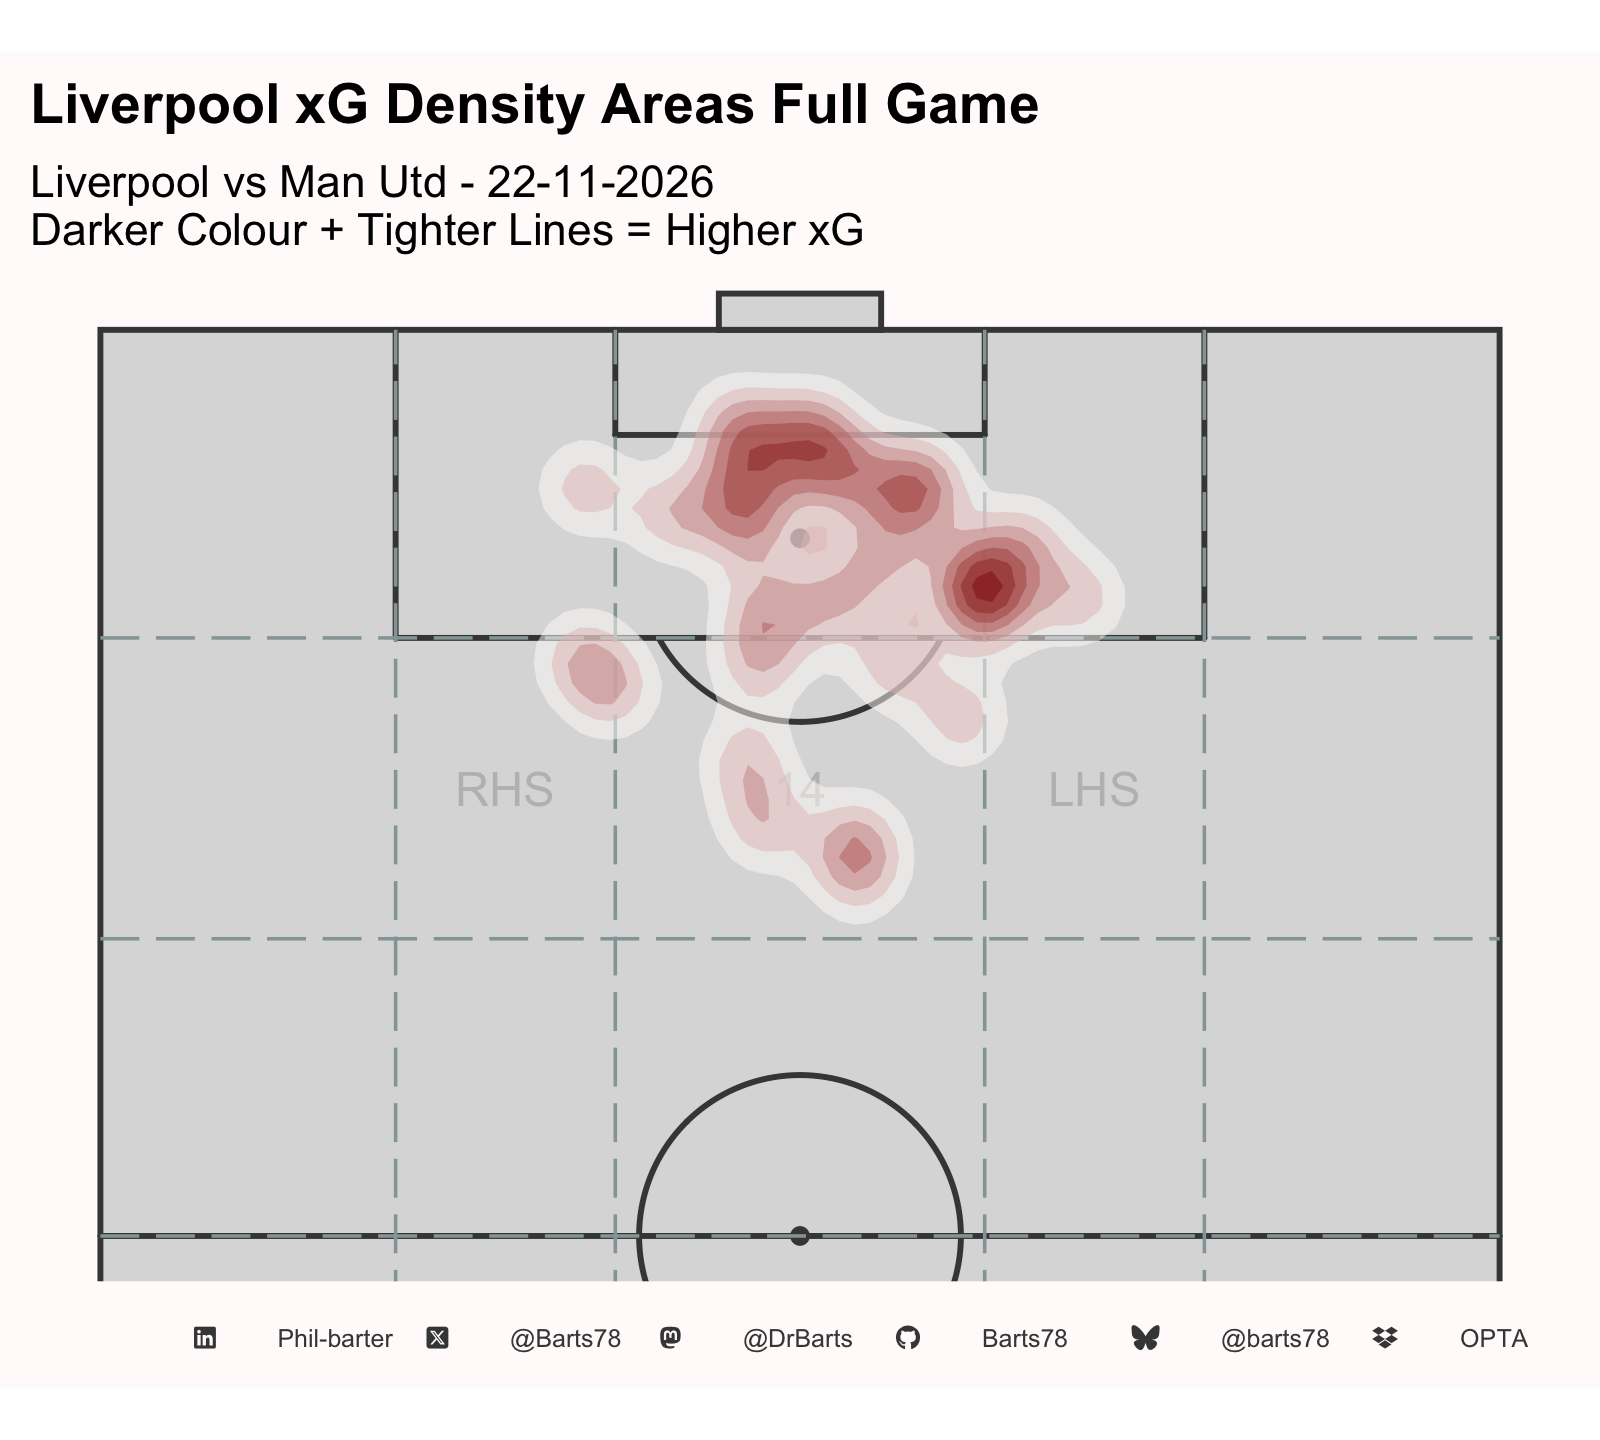 Liverpool xG Density Areas Full Game
Liverpool vs Man Utd - 22-11-2026
Darker Colour + Tighter Lines = Higher xG
RHS 14 LHS
Phil-barter @Barts78 @DrBarts Barts78 @barts78 OPTA